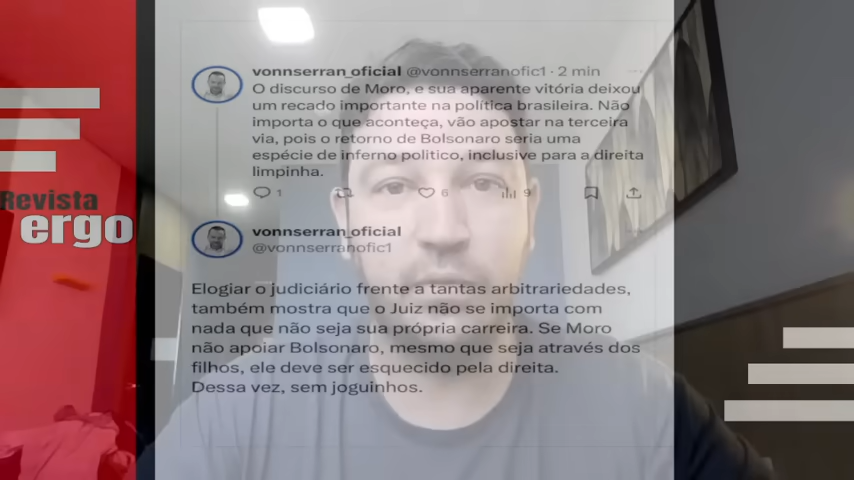 vonnserran_oficial @vonnserranofic1 · 2 min
O discurso de Moro, e sua aparente vitória deixou
um recado importante na política brasileira. Não
importa o que aconteça, vão apostar na terceira
via, pois o retorno de Bolsonaro seria uma
espécie de inferno politico, inclusive para a direita
limpinha.
1 6 9
Revista
ergo
vonnserran_oficial
@vonnserranofic1
Elogiar o judiciário frente a tantas arbitrariedades,
também mostra que o Juiz não se importa com
nada que não seja sua própria carreira. Se Moro
não apoiar Bolsonaro, mesmo que seja através dos
filhos, ele deve ser esquecido pela direita.
Dessa vez, sem joguinhos.